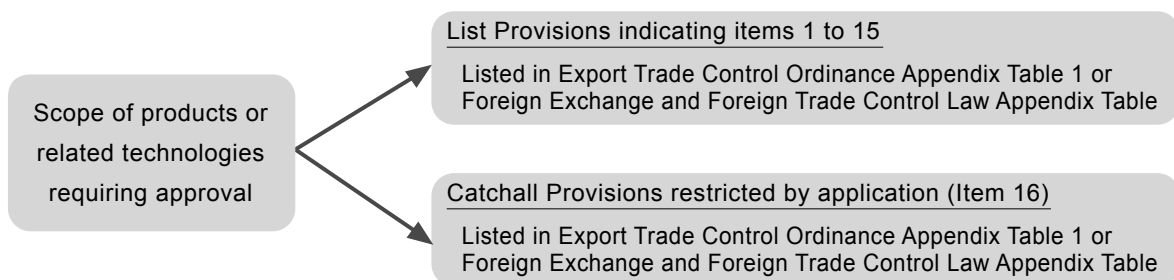 Scope of products or
related technologies
requiring approval
List Provisions indicating items 1 to 15
Listed in Export Trade Control Ordinance Appendix Table 1 or
Foreign Exchange and Foreign Trade Control Law Appendix Table
Catchall Provisions restricted by application (Item 16)
Listed in Export Trade Control Ordinance Appendix Table 1 or
Foreign Exchange and Foreign Trade Control Law Appendix Table